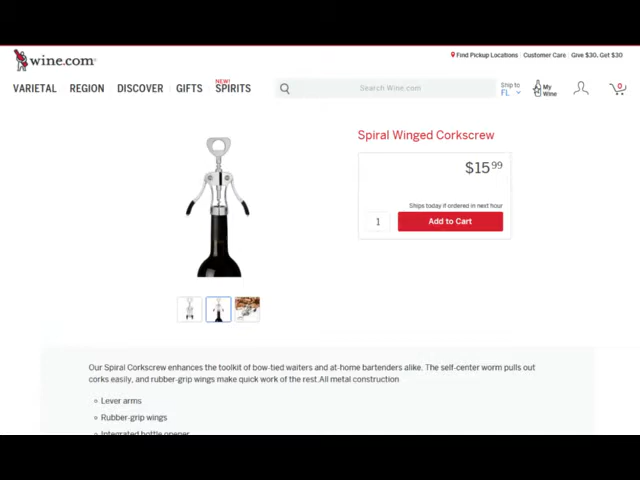 wine.com
Find Pickup Locations
Customer Care
Give $30, Get $30
VARIETAL
REGION
DISCOVER
GIFTS
NEW!
SPIRITS
Search Wine.com
Ship to
FL
My
Wine
0
Spiral Winged Corkscrew
$15 99
Ships today if ordered in next hour
1
Add to Cart
Our Spiral Corkscrew enhances the toolkit of bow-tied waiters and at-home bartenders alike. The self-center worm pulls out
corks easily, and rubber-grip wings make quick work of the rest.All metal construction
Lever arms
Rubber-grip wings
Integrated bottle opener